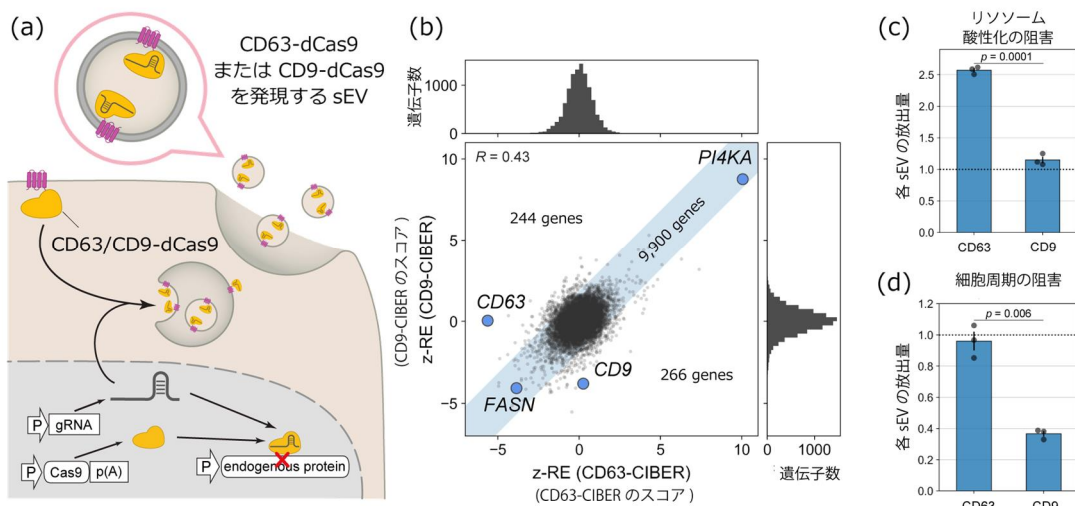 (a)
CD63-dCas9
または CD9-dCas9
を発現する sEV
CD63/CD9-dCas9
P gRNA
P Cas9 p(A)
P endogenous protein
(b)
遺伝子数
1000
0
R = 0.43
PI4KA
244 genes
9,900 genes
CD63
CD9
266 genes
FASN
10
5
0
−5
z-RE (CD9-CIBER)
(CD9-CIBER のスコア)
−5 0 5 10
z-RE (CD63-CIBER)
(CD63-CIBER のスコア)
0 1000
遺伝子数
(c)
リソソーム
酸性化の阻害
p = 0.0001
各 sEV の放出量
2.5
2.0
1.5
1.0
0.5
0.0
CD63 CD9
(d)
細胞周期の阻害
p = 0.006
各 sEV の放出量
1.2
1.0
0.8
0.6
0.4
0.2
0.0
CD63 CD9